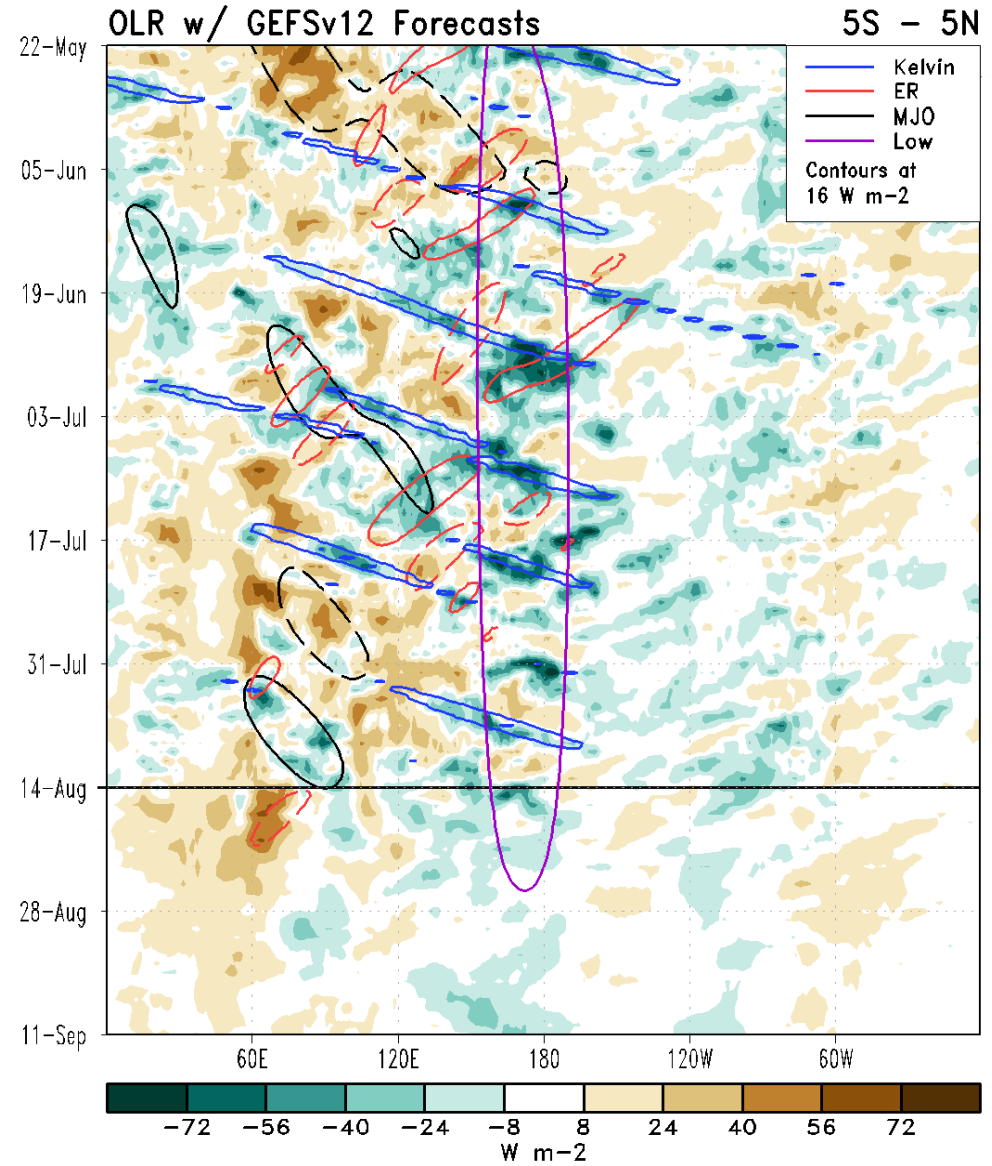 OLR w/ GEFSv12 Forecasts 5S - 5N
22-May
05-Jun
19-Jun
03-Jul
17-Jul
31-Jul
14-Aug
28-Aug
11-Sep
Kelvin
ER
MJO
Low
Contours at
16 W m-2
60E 120E 180 120W 60W
-72 -56 -40 -24 -8 8 24 40 56 72
W m-2